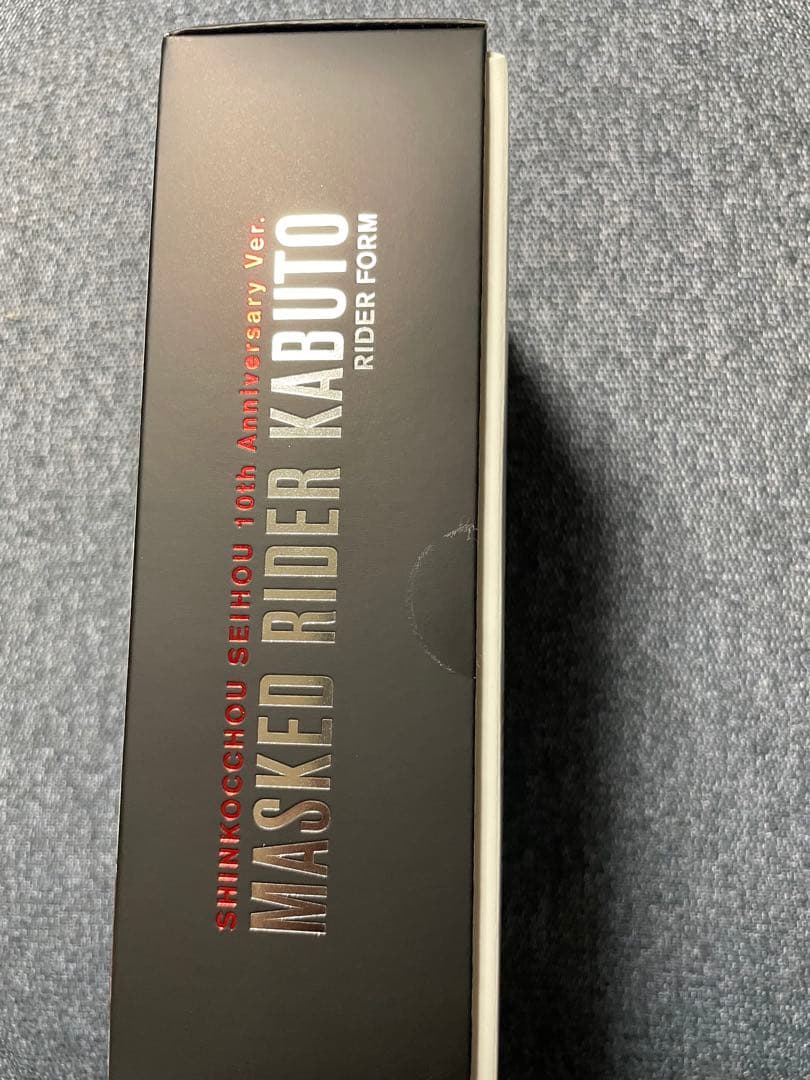 SHINKOCCHOU SEIHOU 10th Anniversary Ver.
MASKED RIDER KABUTO
RIDER FORM